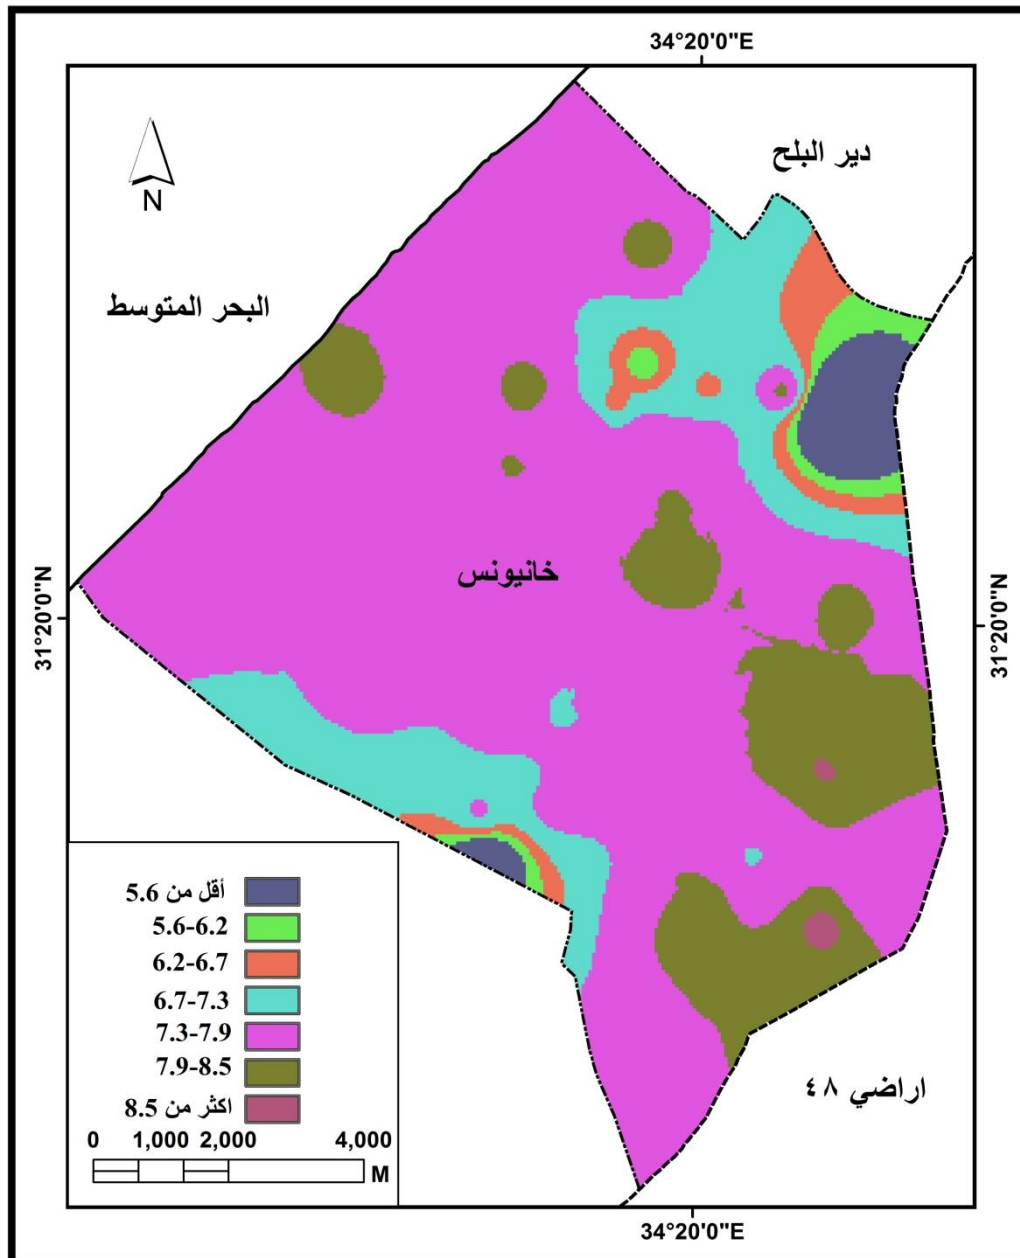 34°20'0"E
دير البلح
N
البحر المتوسط
خانيونس
31°20'0"N
31°20'0"N
أقل من 5.6
5.6-6.2
6.2-6.7
6.7-7.3
7.3-7.9
7.9-8.5
اكثر من 8.5
اراضي ٤٨
0 1,000 2,000 4,000
M
34°20'0"E